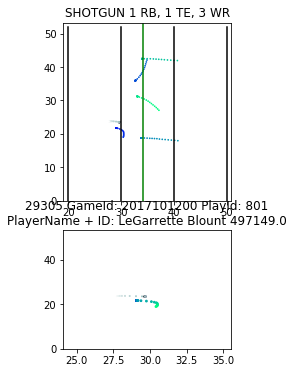 SHOTGUN 1 RB, 1 TE, 3 WR
50
40
30
20
10
0
20 30 40 50
29305 GameId: 2017101200 PlayId: 801
PlayerName + ID: LeGarrette Blount 497149.0
40
20
0
25.0 27.5 30.0 32.5 35.0